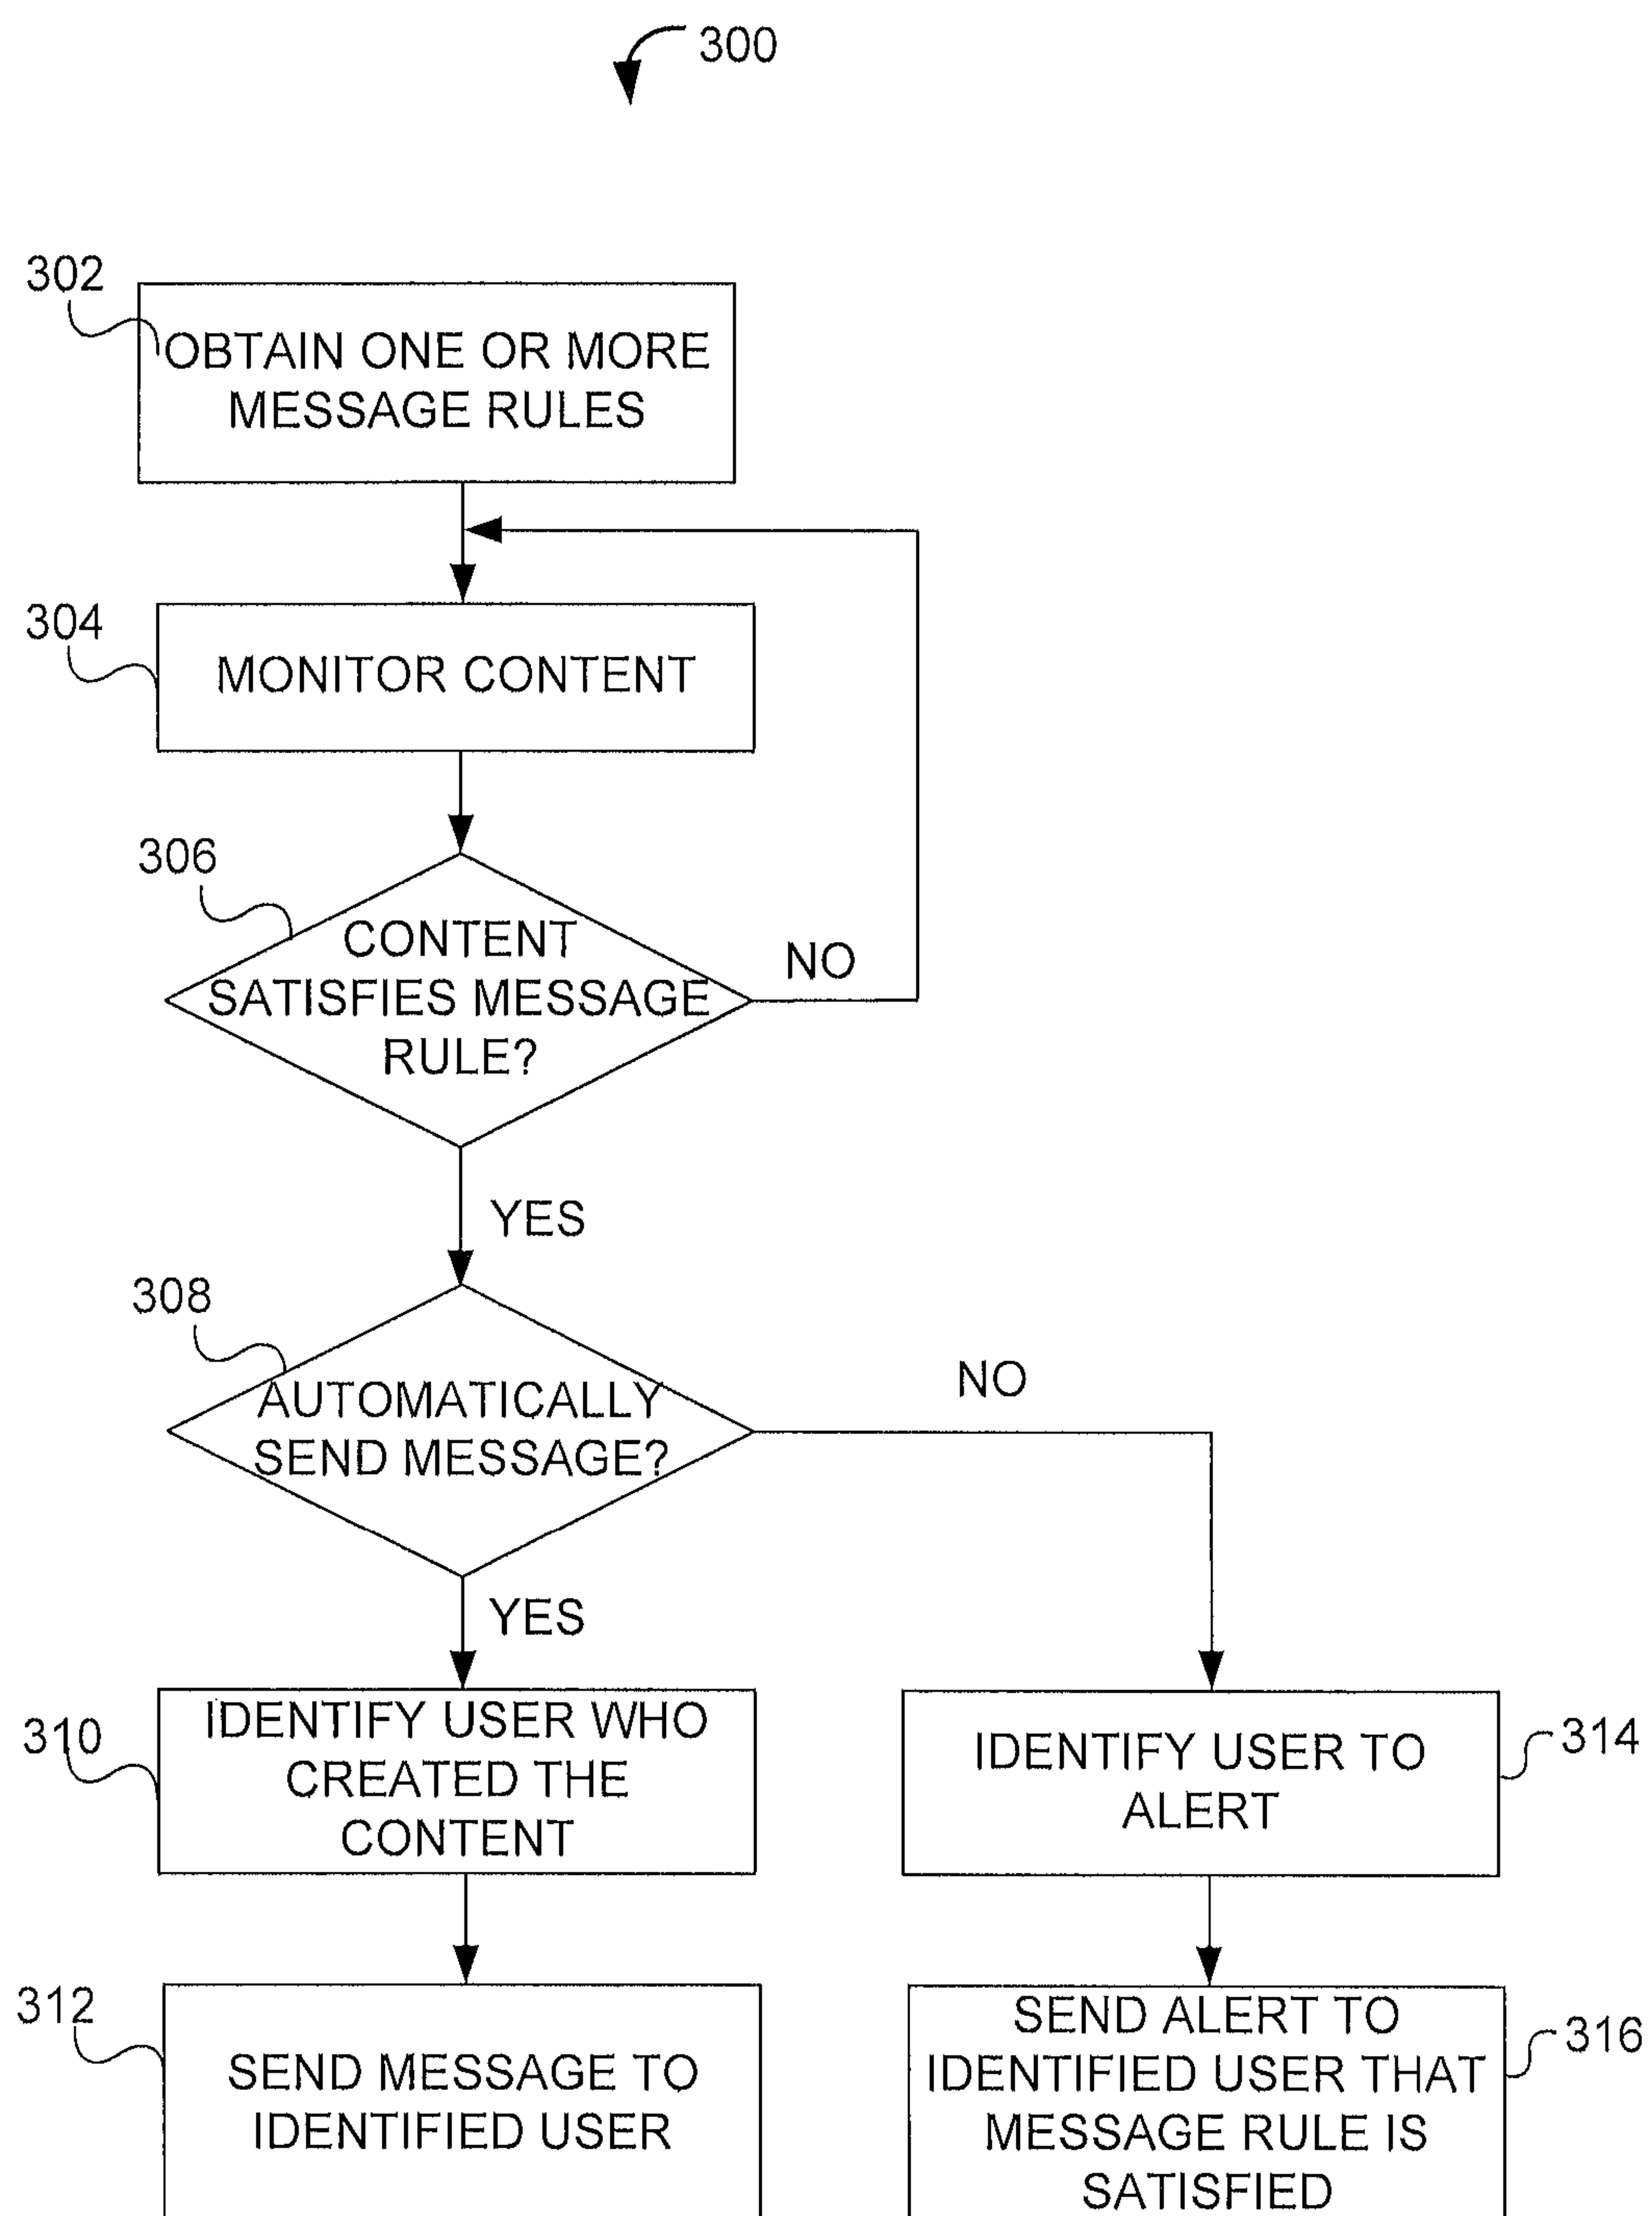 300
302
OBTAIN ONE OR MORE
MESSAGE RULES
304
MONITOR CONTENT
306
CONTENT
SATISFIES MESSAGE
RULE?
NO
YES
308
AUTOMATICALLY
SEND MESSAGE?
NO
YES
310
IDENTIFY USER WHO
CREATED THE
CONTENT
314
IDENTIFY USER TO
ALERT
312
SEND MESSAGE TO
IDENTIFIED USER
316
SEND ALERT TO
IDENTIFIED USER THAT
MESSAGE RULE IS
SATISFIED